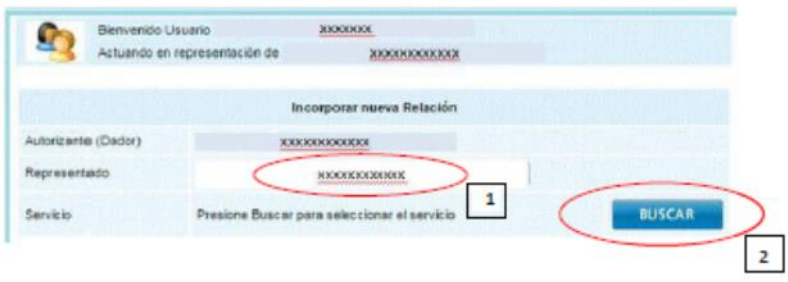 Bienvenido Usuario xxxxxxx
Actuando en representación de xxxxxxxxxxxx
Incorporar nueva Relación
Autorizante (Dador) xxxxxxxxxxxx
Representado xxxxxxxxxxxx
1
Servicio Presione Buscar para seleccionar el servicio BUSCAR
2